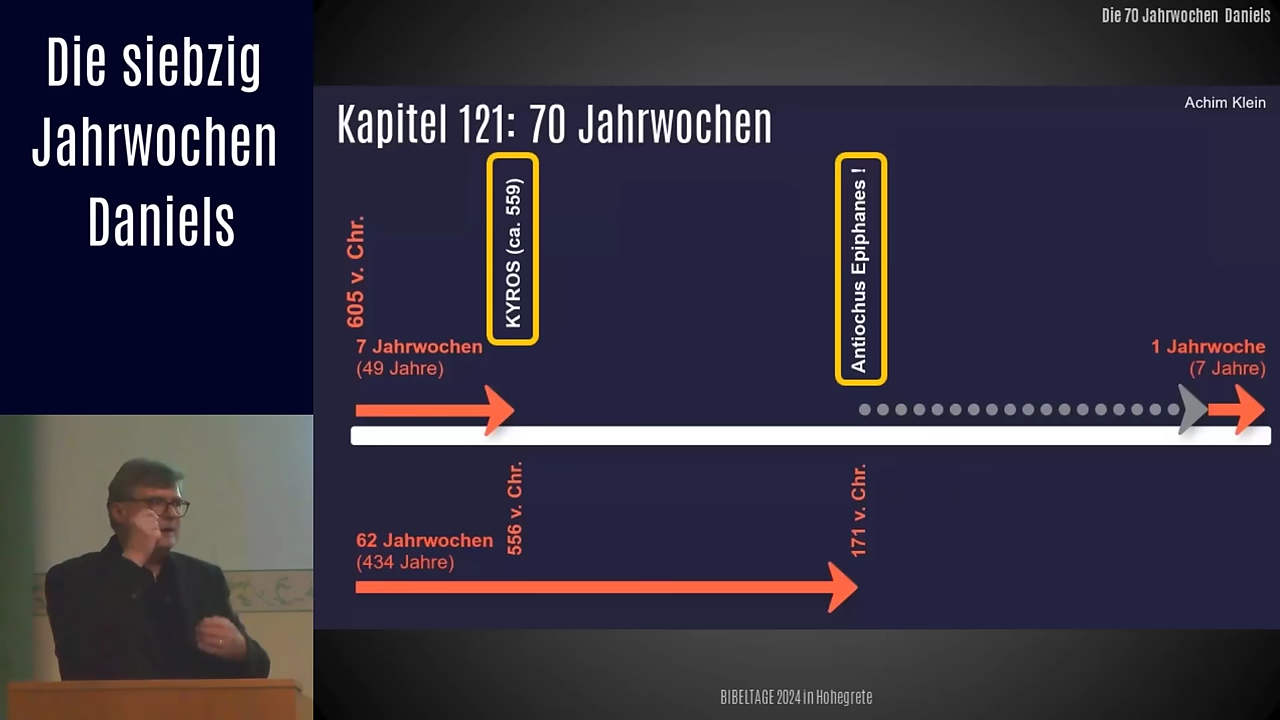 Die siebzig
Jahrwochen
Daniels
Die 70 Jahrwochen Daniels
Achim Klein
Kapitel 121: 70 Jahrwochen
605 v. Chr.
KYROS (ca. 559)
Antiochus Epiphanes !
7 Jahrwochen
(49 Jahre)
1 Jahrwoche
(7 Jahre)
556 v. Chr.
171 v. Chr.
62 Jahrwochen
(434 Jahre)
BIBELTAGE 2024 in Hohegrete